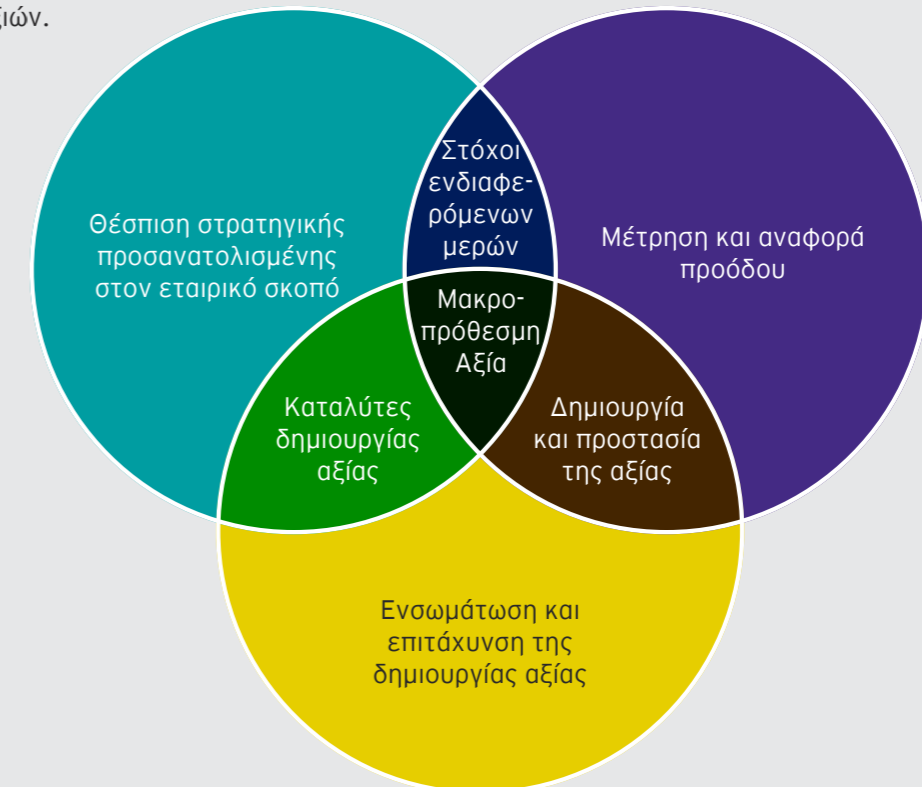 Στόχοι
ενδιαφε-
ρόμενων
μερών
Θέσπιση στρατηγικής
προσανατολισμένης
στον εταιρικό σκοπό
Μέτρηση και αναφορά
προόδου
Μακρο-
πρόθεσμη
Αξία
Καταλύτες
δημιουργίας
αξίας
Δημιουργία
και προστασία
της αξίας
Ενσωμάτωση και
επιτάχυνση της
δημιουργίας αξίας